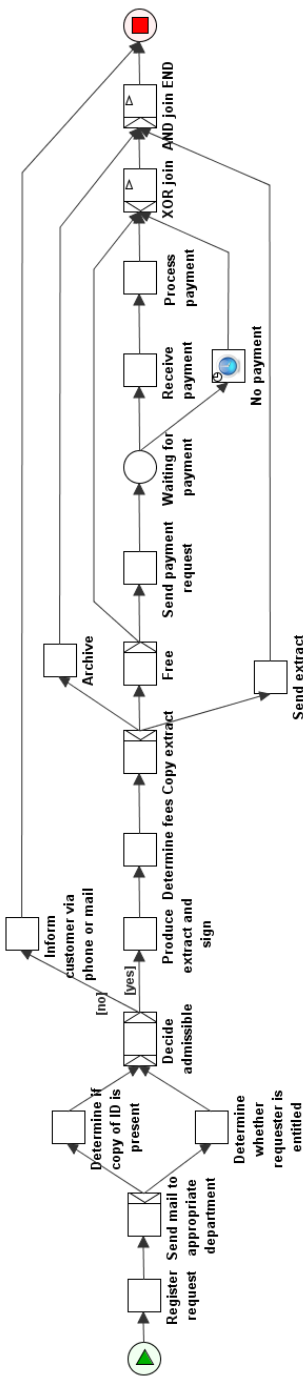 Register
request
Send mail to
appropriate
department
Determine if
copy of ID is
present
Determine
whether
requester is
entitled
Decide
admissible
[no]
[yes]
Inform
customer via
phone or mail
Produce
extract and
sign
Determine fees
Copy extract
Archive
Send extract
Free
Send payment
request
Waiting for
payment
Receive
payment
No payment
Process
payment
XOR join
AND join END